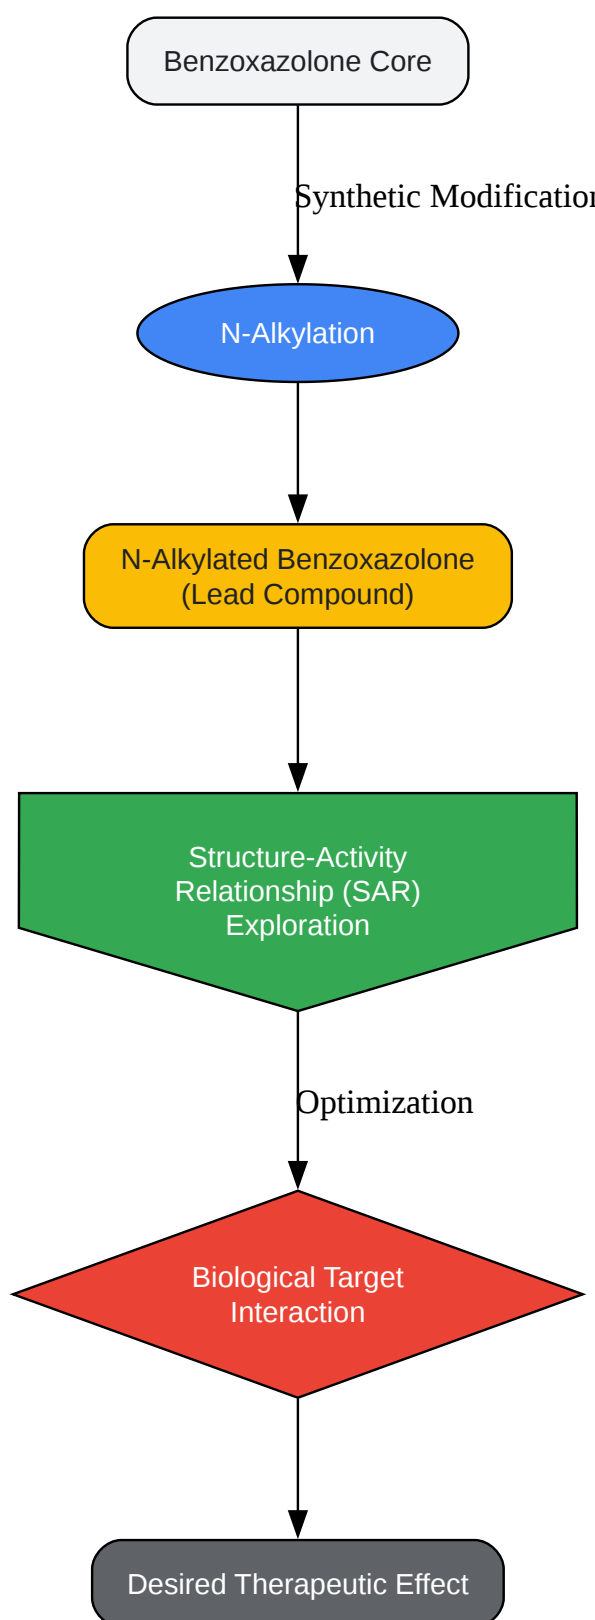 Benzoxazolone Core
Synthetic Modification
N-Alkylation
N-Alkylated Benzoxazolone
(Lead Compound)
Structure-Activity
Relationship (SAR)
Exploration
Optimization
Biological Target
Interaction
Desired Therapeutic Effect